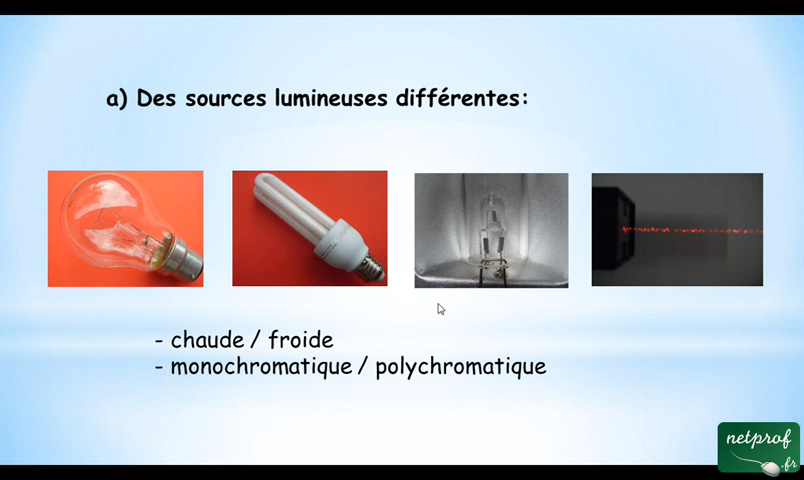 a) Des sources lumineuses différentes:
- chaude / froide
- monochromatique / polychromatique
netprof
.fr